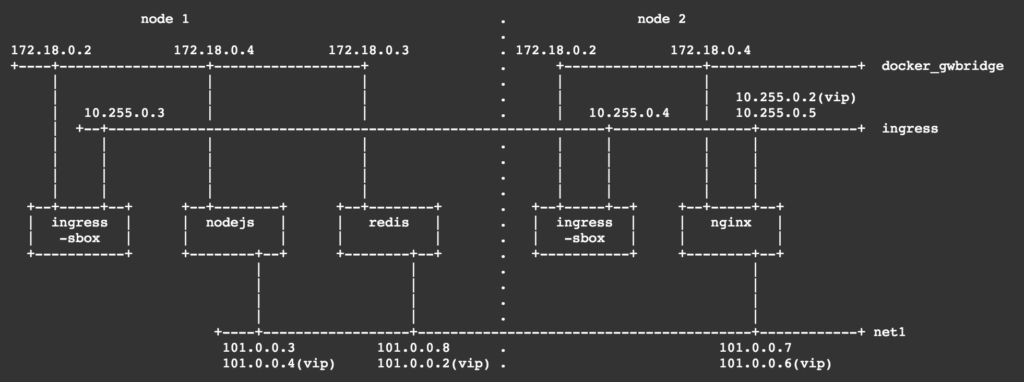 node 1 . node 2
172.18.0.2 172.18.0.4 172.18.0.3 . 172.18.0.2 172.18.0.4
docker_gwbridge
10.255.0.2(vip)
10.255.0.3 10.255.0.4 10.255.0.5
ingress
ingress nodejs redis ingress nginx
-sbox -sbox
net1
101.0.0.3 101.0.0.8 . 101.0.0.7
101.0.0.4(vip) 101.0.0.2(vip) . 101.0.0.6(vip)